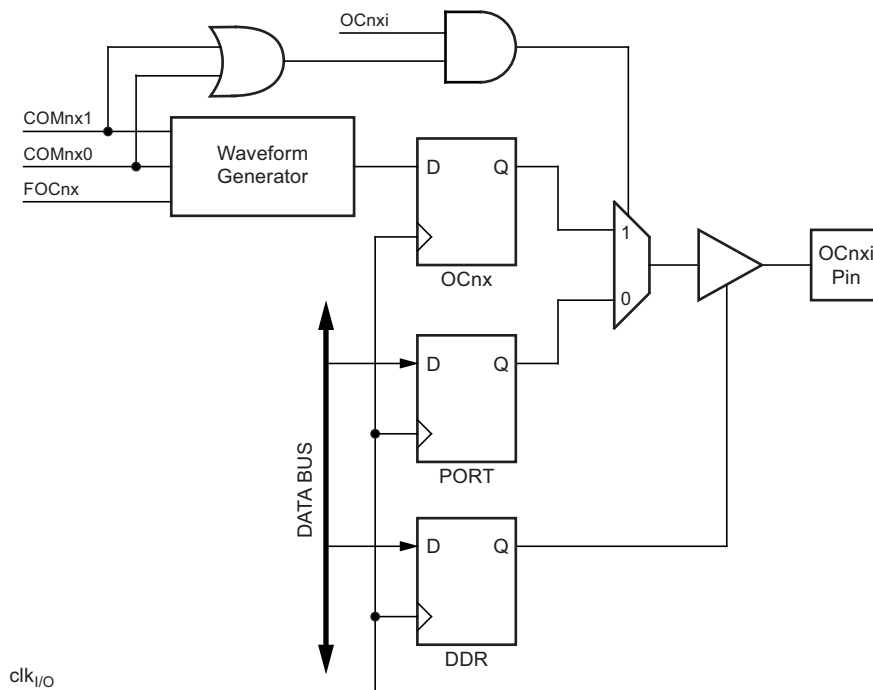 OCnxi
COMnx1
COMnx0
FOCnx
Waveform
Generator
D
Q
OCnx
1
0
OCnxi
Pin
D
Q
PORT
DATA BUS
D
Q
DDR
clkI/O